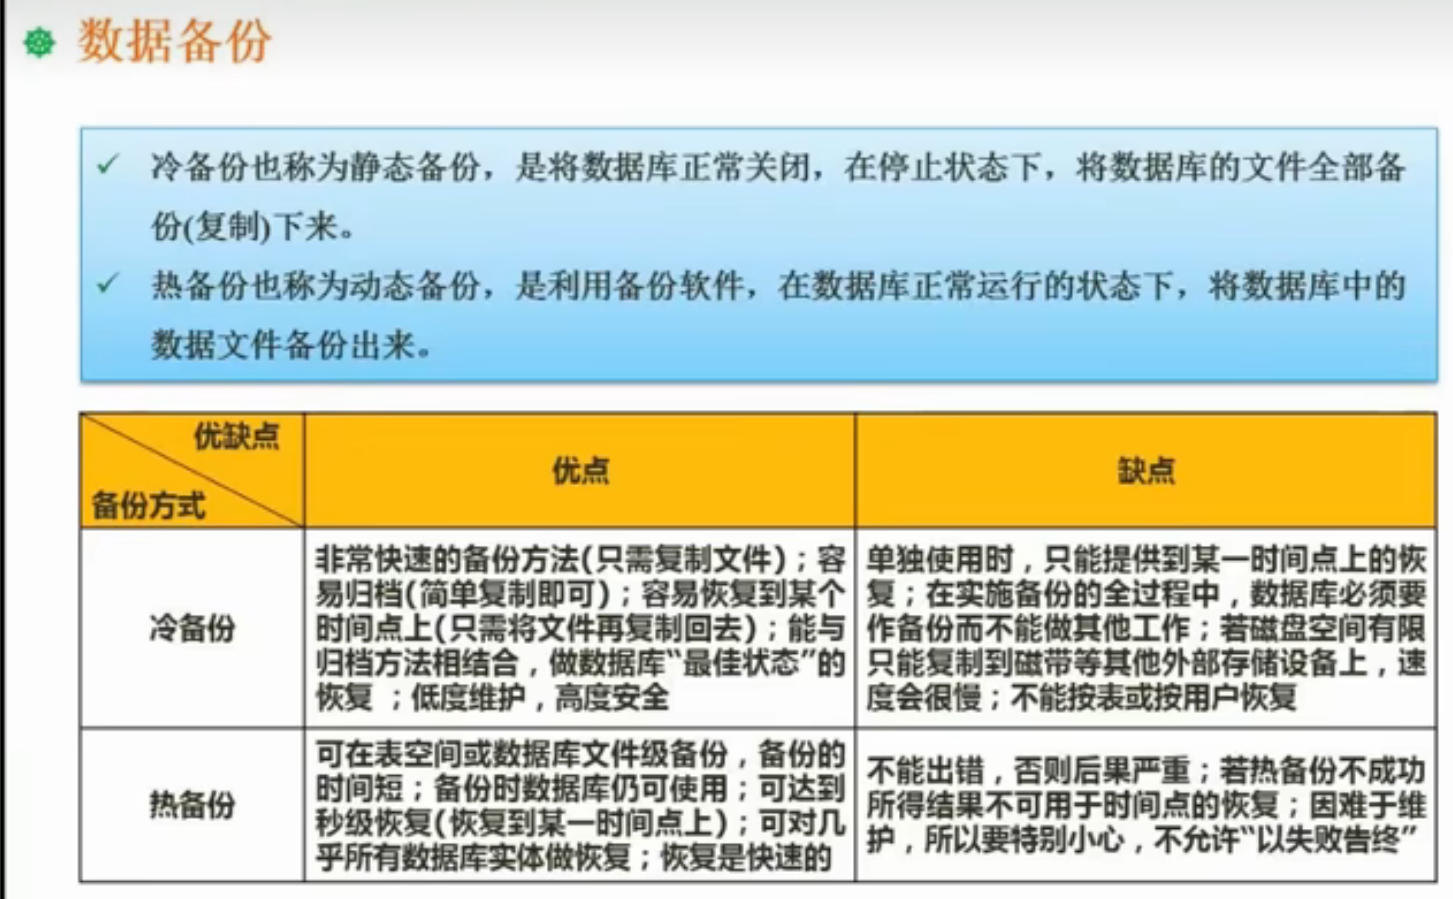 数据备份
✓ 冷备份也称为静态备份，是将数据库正常关闭，在停止状态下，将数据库的文件全部备
份(复制)下来。
✓ 热备份也称为动态备份，是利用备份软件，在数据库正常运行的状态下，将数据库中的
数据文件备份出来。
优缺点
备份方式
优点
缺点
冷备份
非常快速的备份方法(只需复制文件)；容
易归档(简单复制即可)；容易恢复到某个
时间点上(只需将文件再复制回去)；能与
归档方法相结合，做数据库“最佳状态”的
恢复 ；低度维护，高度安全
单独使用时，只能提供到某一时间点上的恢
复；在实施备份的全过程中，数据库必须要
作备份而不能做其他工作；若磁盘空间有限
只能复制到磁带等其他外部存储设备上，速
度会很慢；不能按表或按用户恢复
热备份
可在表空间或数据库文件级备份，备份的
时间短；备份时数据库仍可使用；可达到
秒级恢复(恢复到某一时间点上)；可对几
乎所有数据库实体做恢复；恢复是快速的
不能出错，否则后果严重；若热备份不成功
所得结果不可用于时间点的恢复；因难于维
护，所以要特别小心，不允许“以失败告终”